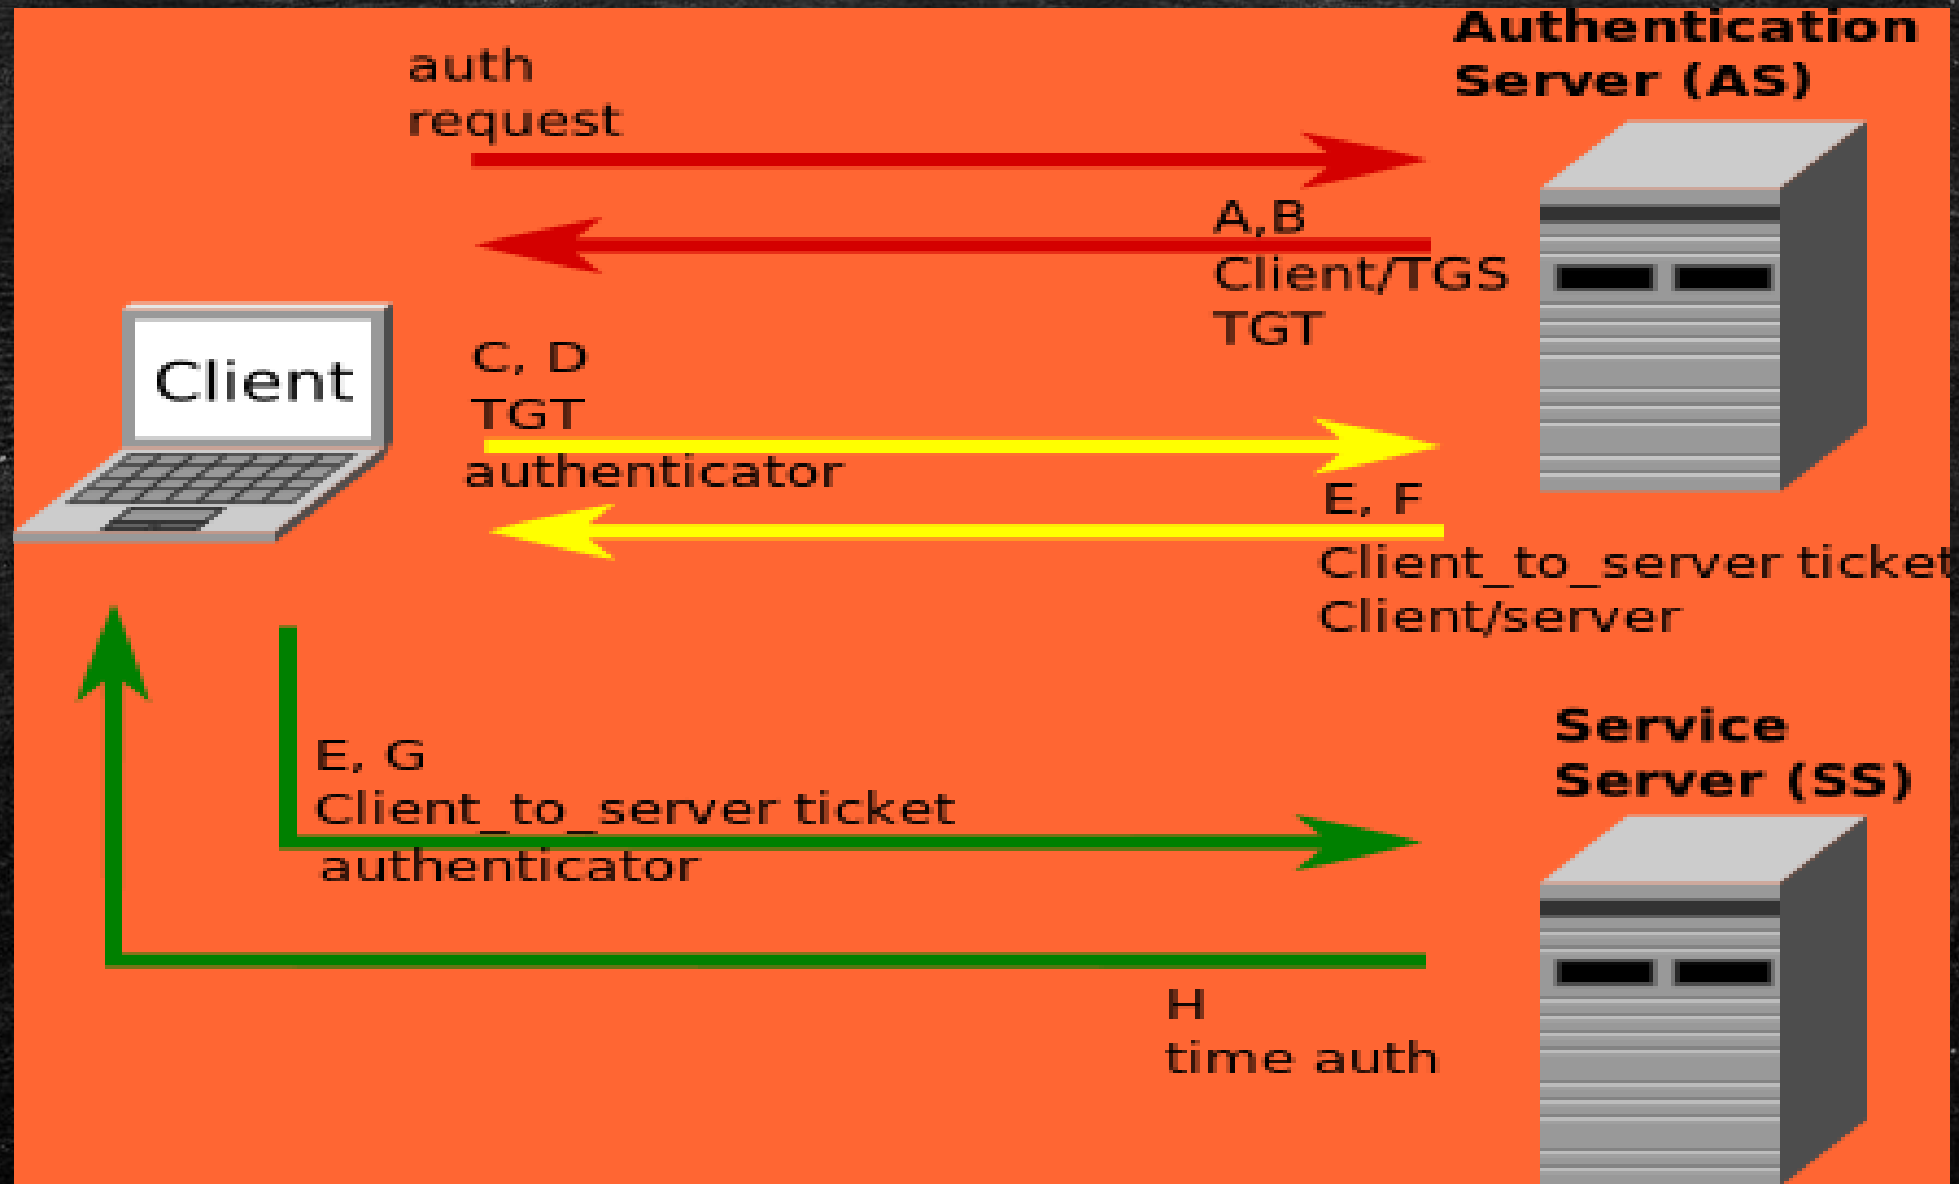 Authentication
Server (AS)
auth
request
A,B
Client/TGS
TGT
Client
C, D
TGT
authenticator
E, F
Client_to_server ticket
Client/server
Service
Server (SS)
E, G
Client_to_server ticket
authenticator
H
time auth